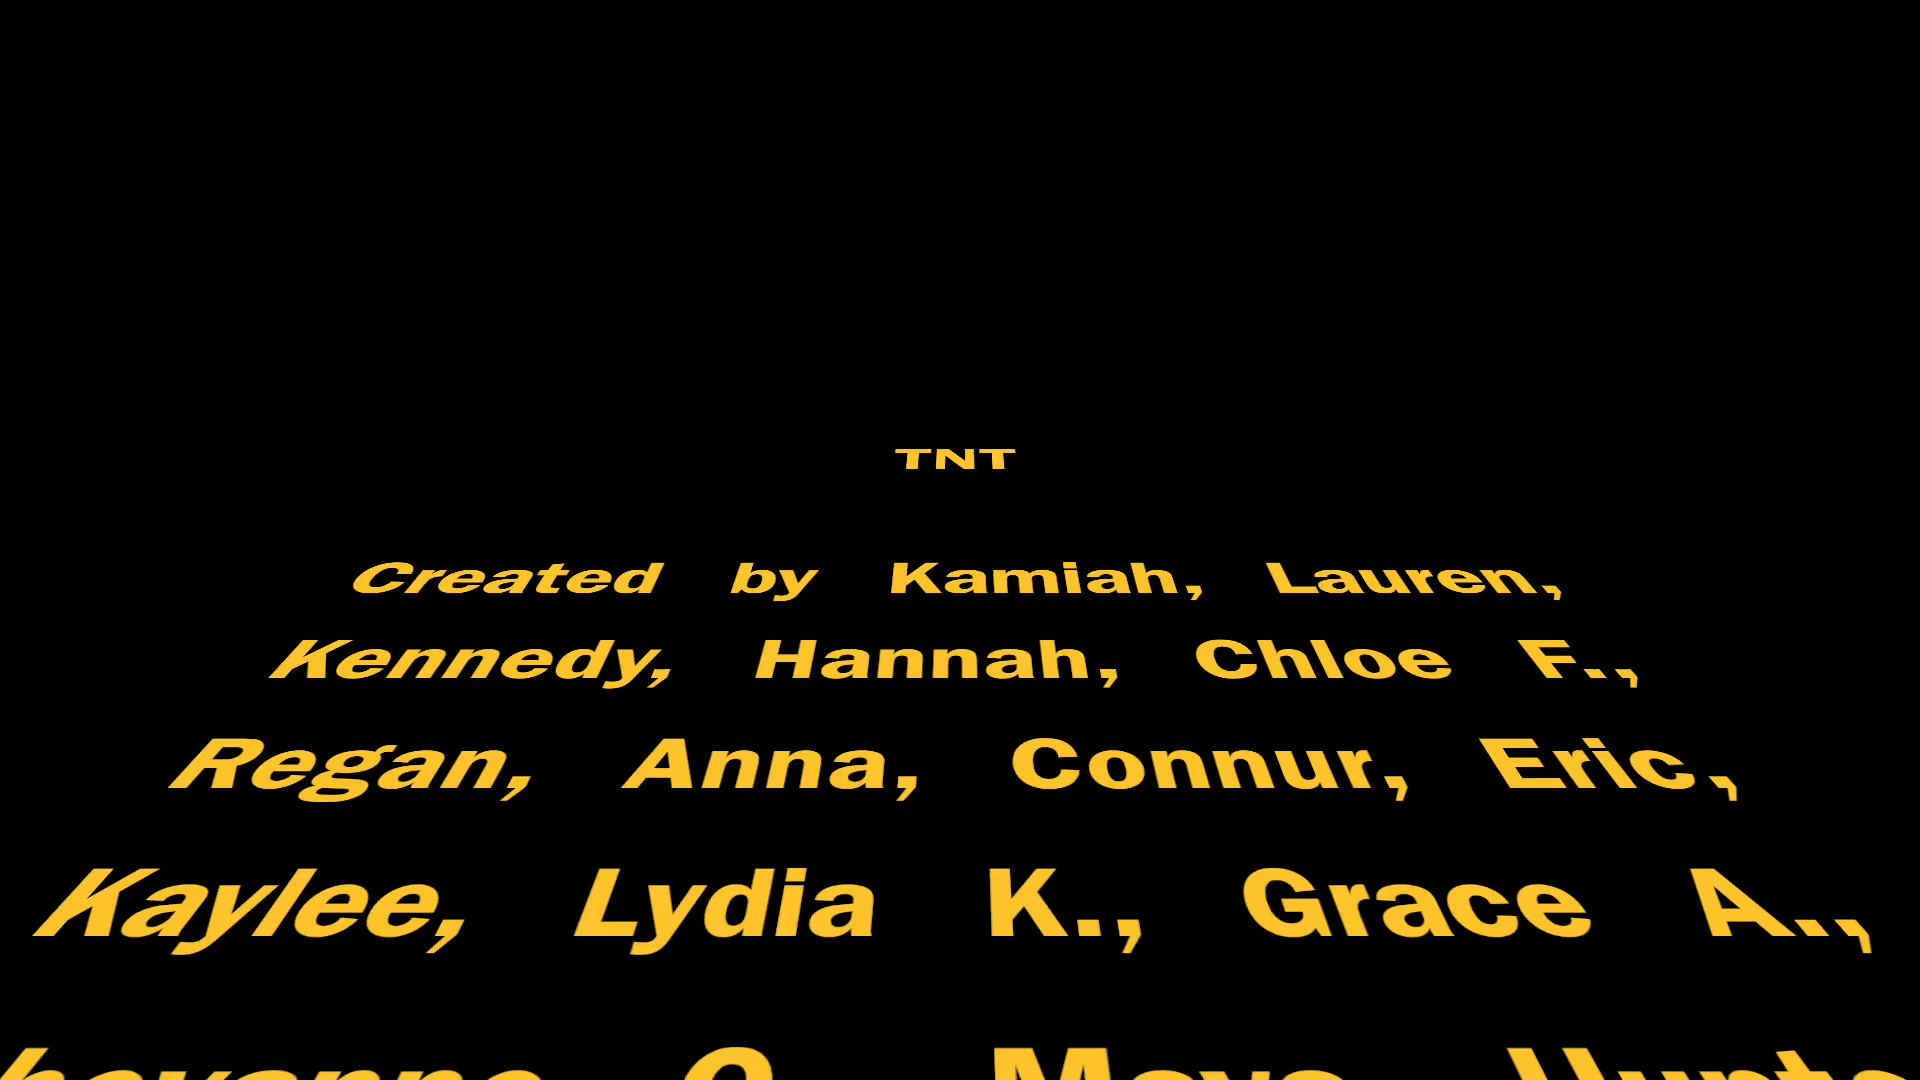 TNT
Created by Kamiah, Lauren,
Kennedy, Hannah, Chloe F.,
Regan, Anna, Connur, Eric,
Kaylee, Lydia K., Grace A.,